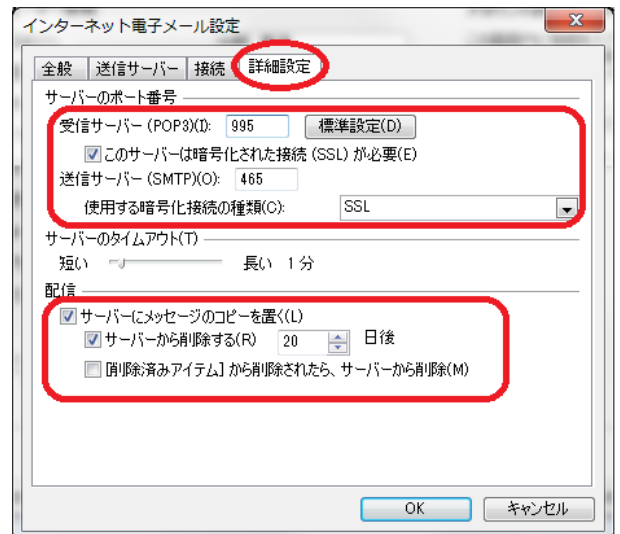 インターネット電子メール設定
全般 送信サーバー 接続 詳細設定
サーバーのポート番号
受信サーバー (POP3)(I): 995 標準設定(D)
このサーバーは暗号化された接続 (SSL) が必要(E)
送信サーバー (SMTP)(O): 465
使用する暗号化接続の種類(C): SSL
サーバーのタイムアウト(T)
短い 長い 1 分
配信
サーバーにメッセージのコピーを置く(L)
サーバーから削除する(R) 20 日後
[削除済みアイテム] から削除されたら、サーバーから削除(M)
OK キャンセル